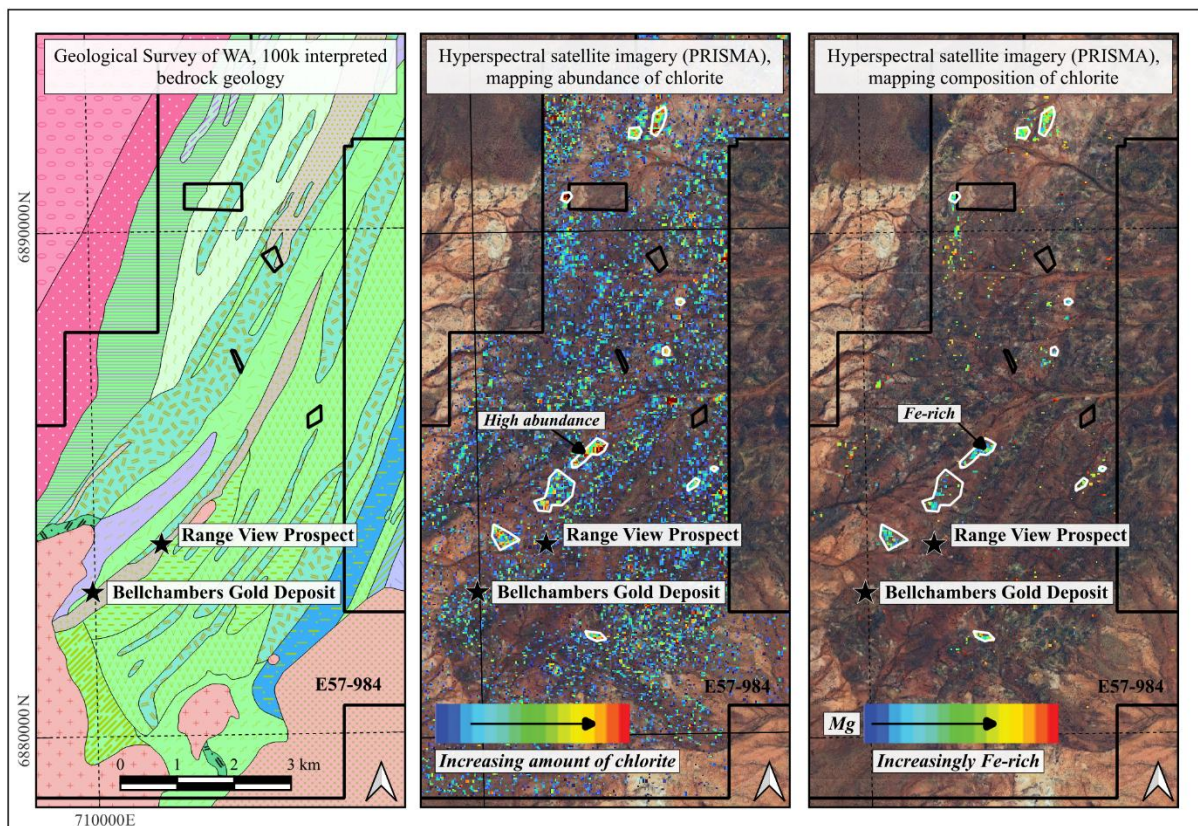 Geological Survey of WA, 100k interpreted
bedrock geology
Hyperspectral satellite imagery (PRISMA),
mapping abundance of chlorite
Hyperspectral satellite imagery (PRISMA),
mapping composition of chlorite
6890000N
6880000N
710000E
Range View Prospect
Bellchambers Gold Deposit
E57-984
0 1 2 3 km
High abundance
Range View Prospect
Bellchambers Gold Deposit
E57-984
Increasing amount of chlorite
Fe-rich
Range View Prospect
Bellchambers Gold Deposit
E57-984
Mg
Increasingly Fe-rich